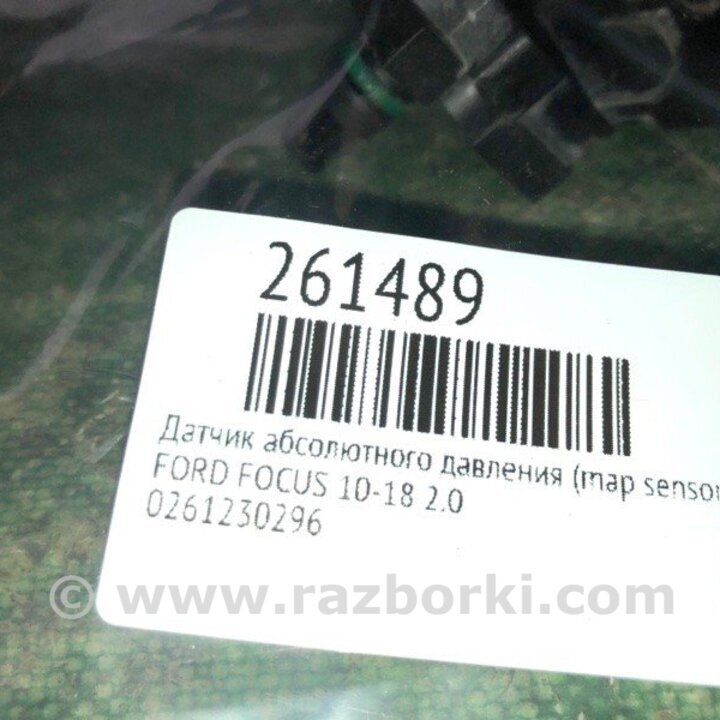 261489
Датчик абсолютного давления (map sensor
FORD FOCUS 10-18 2.0
0261230296
© www.razborki.com